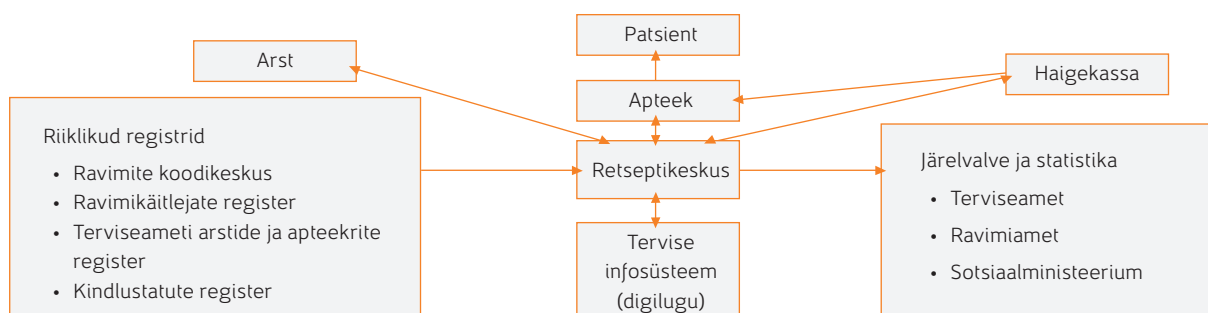 Patsient
Arst
Haigekassa
Apteek
Riiklikud registrid
• Ravimite koodikeskus
• Ravimikäitlejate register
• Terviseameti arstide ja apteekrite
register
• Kindlustatute register
Retseptikeskus
Järelvalve ja statistika
• Terviseamet
• Ravimiamet
• Sotsiaalministeerium
Tervise
infosüsteem
(digilugu)